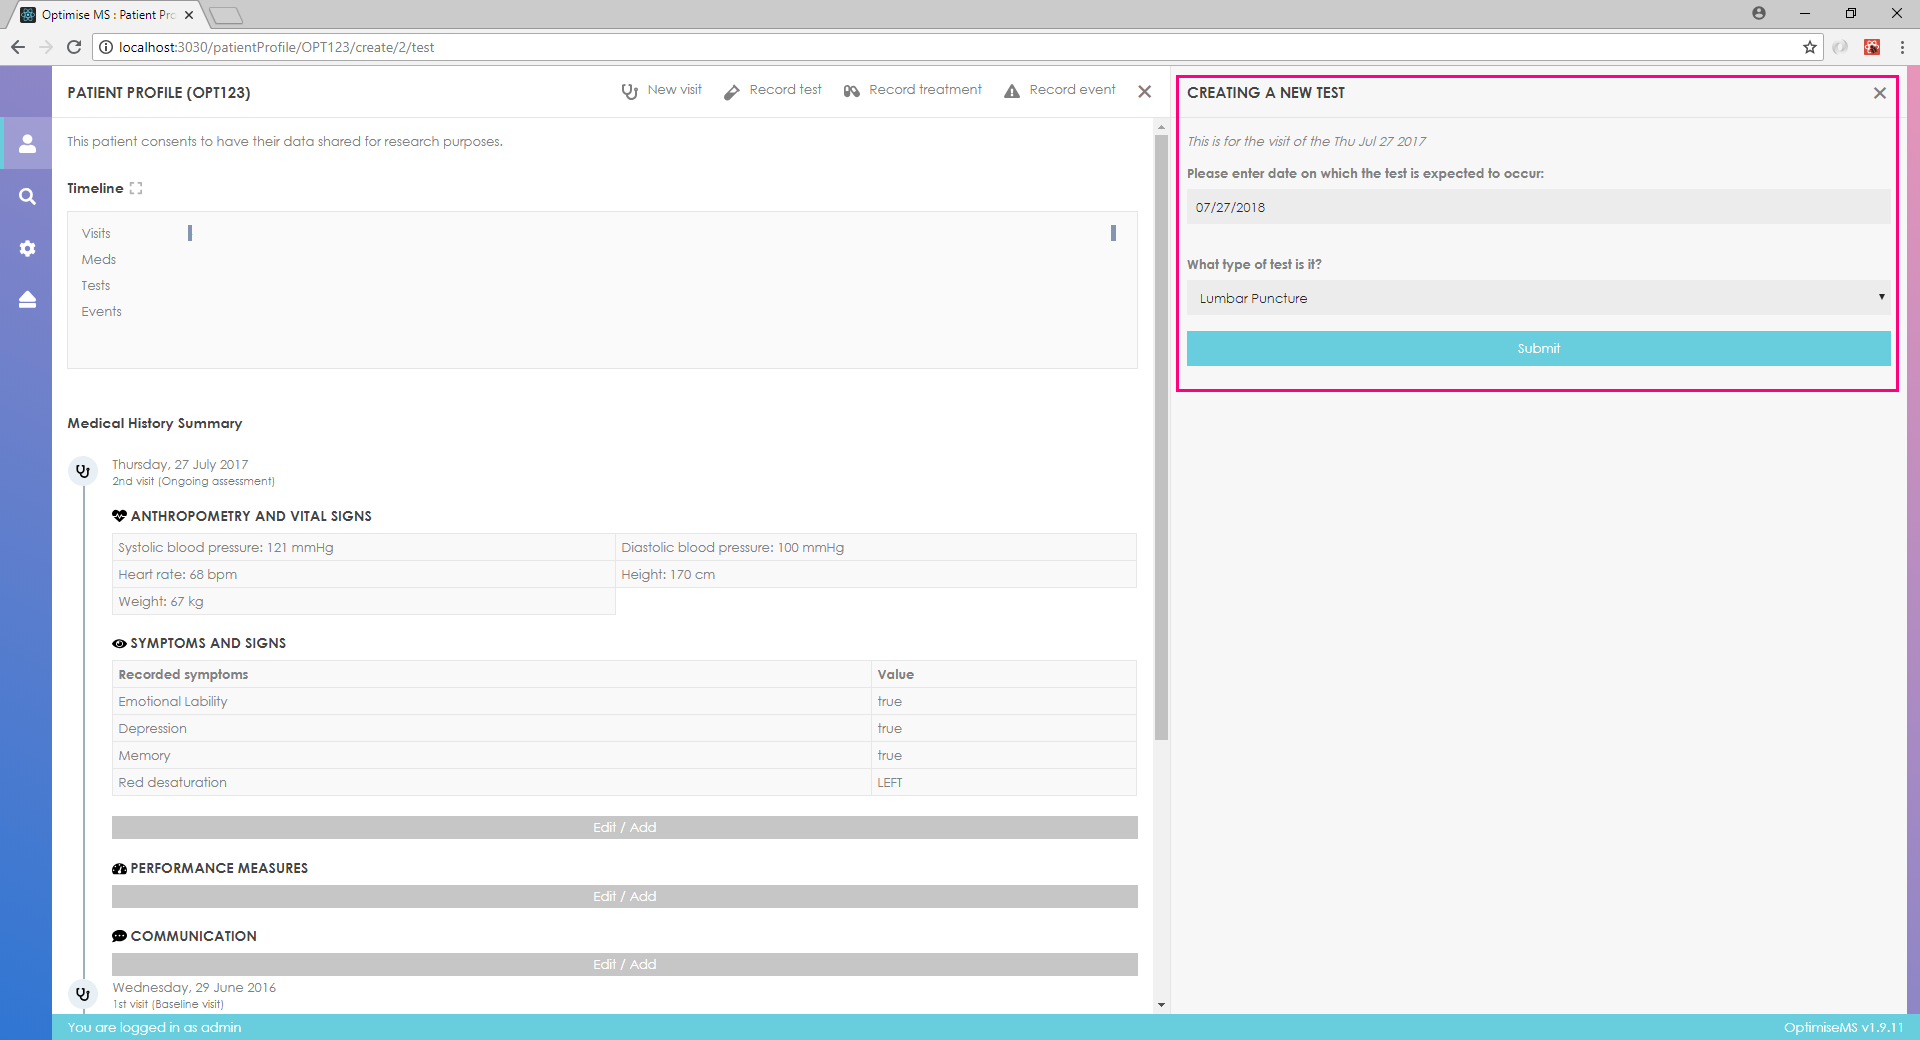 Optimise MS : Patient Pro
localhost:3030/patientProfile/OPT123/create/2/test
PATIENT PROFILE (OPT123)
New visit
Record test
Record treatment
Record event
This patient consents to have their data shared for research purposes.
Timeline
Visits
Meds
Tests
Events
Medical History Summary
Thursday, 27 July 2017
2nd visit (Ongoing assessment)
ANTHROPOMETRY AND VITAL SIGNS
Systolic blood pressure: 121 mmHg
Diastolic blood pressure: 100 mmHg
Heart rate: 68 bpm
Height: 170 cm
Weight: 67 kg
SYMPTOMS AND SIGNS
Recorded symptoms
Value
Emotional Lability
true
Depression
true
Memory
true
Red desaturation
LEFT
Edit / Add
PERFORMANCE MEASURES
Edit / Add
COMMUNICATION
Edit / Add
Wednesday, 29 June 2016
1st visit (Baseline visit)
CREATING A NEW TEST
This is for the visit of the Thu Jul 27 2017
Please enter date on which the test is expected to occur:
07/27/2018
What type of test is it?
Lumbar Puncture
Submit
You are logged in as admin
OptimiseMS v1.9.11